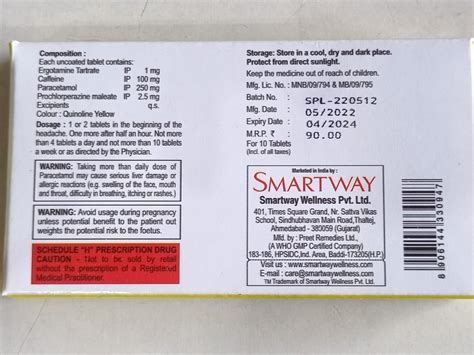 Composition :
Each uncoated tablet contains:
Ergotamine Tartrate IP 1 mg
Caffeine IP 100 mg
Paracetamol IP 250 mg
Prochlorperazine maleate IP 2.5 mg
Excipients q.s.
Colour : Quinoline Yellow
Dosage : 1 or 2 tablets in the beginning of the
headache. One more after half an hour. Not more
than 4 tablets a day and not more than 10 tablets
a week or as directed by the Physician.
WARNING: Taking more than daily dose of
Paracetamol may cause serious liver damage or
allergic reactions (e.g. swelling of the face, mouth
and throat, difficulty in breathing, itching or rashes.)
WARNING: Avoid usage during pregnancy
unless potential benefit to the patient out
weights the potential risk to the foetus.
SCHEDULE "H" PRESCRIPTION DRUG
CAUTION - Not to be sold by retail
without the prescription of a Registered
Medical Practitioner.
Storage: Store in a cool, dry and dark place.
Protect from direct sunlight.
Keep the medicine out of reach of children.
Mfg. Lic. No. : MNB/09/794 & MB/09/795
Batch No. : SPL-220512
Mfg. Date : 05/2022
Expiry Date : 04/2024
M.R.P. ₹ : 90.00
For 10 Tablets
(Incl. of all taxes)
Marketed in India by :
SMARTWAY
Smartway Wellness Pvt. Ltd.
401, Times Square Grand, Nr. Sattva Vikas
School, Sindhubhavan Main Road, Thaltej,
Ahmedabad - 380059 (Gujarat)
Mfd. by : Preet Remedies Ltd.,
(A WHO GMP Certified Company)
183-186, HPSIDC, Ind. Area, Baddi-173205(H.P.)
Visit us : www.smartwaywellness.com
E-mail : care@smartwaywellness.com
TM Trademark of Smartway Wellness Pvt. Ltd.
8 906144 330947